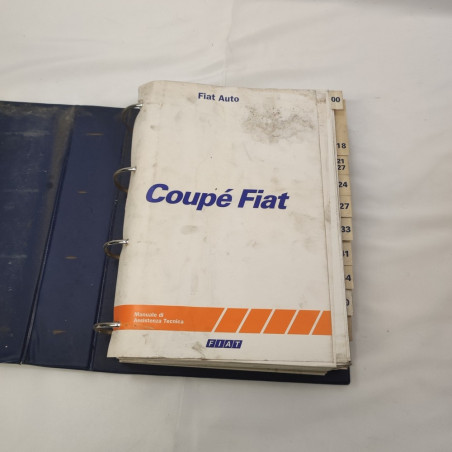 Fiat Auto
00
18
21
27
24
27
33
Coupé Fiat
Manuale di
Assistenza Tecnica
FIAT